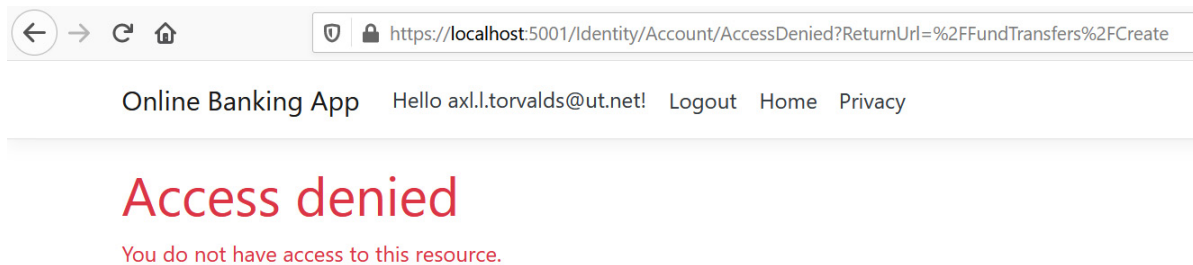 https://localhost:5001/Identity/Account/AccessDenied?ReturnUrl=%2FFundTransfers%2FCreate
Online Banking App Hello axl.l.torvalds@ut.net! Logout Home Privacy
Access denied
You do not have access to this resource.